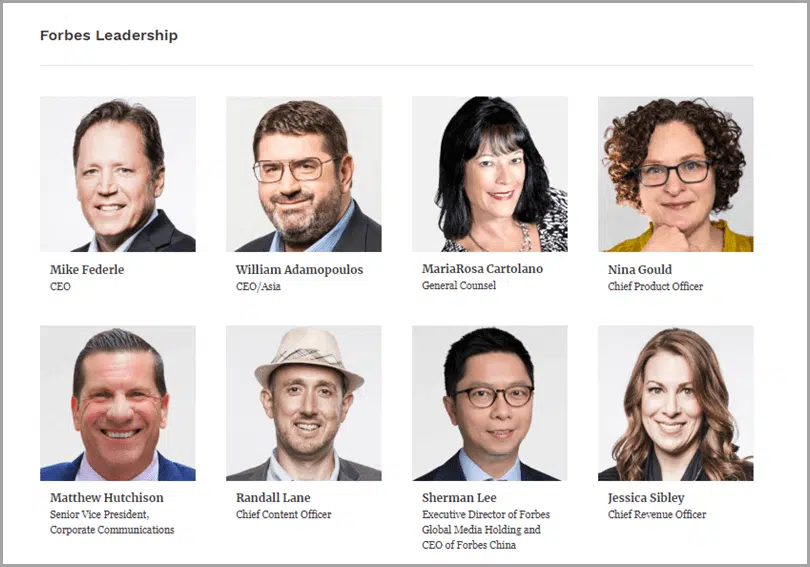 Forbes Leadership
Mike Federle
CEO
William Adamopoulos
CEO/Asia
MariaRosa Cartolano
General Counsel
Nina Gould
Chief Product Officer
Matthew Hutchison
Senior Vice President,
Corporate Communications
Randall Lane
Chief Content Officer
Sherman Lee
Executive Director of Forbes
Global Media Holding and
CEO of Forbes China
Jessica Sibley
Chief Revenue Officer